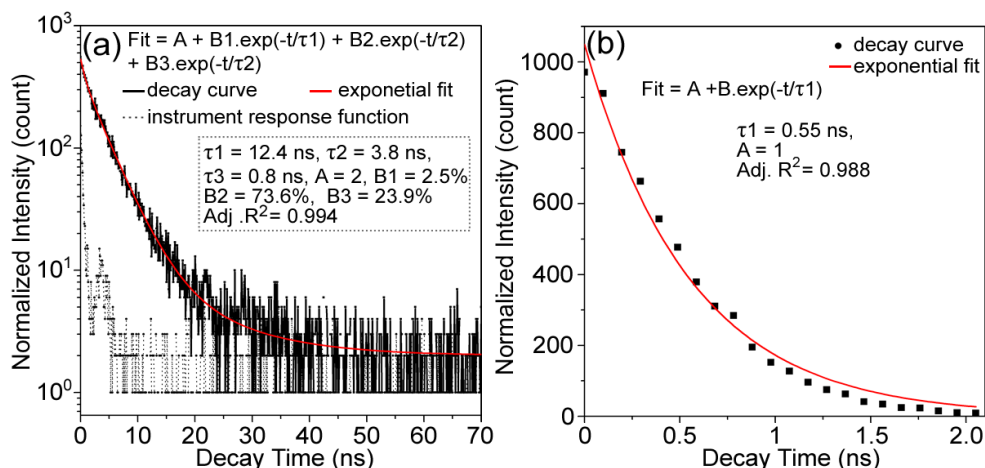 (a) Fit = A + B1.exp(-t/τ1) + B2.exp(-t/τ2)
+ B3.exp(-t/τ2)
decay curve exponetial fit
instrument response function
τ1 = 12.4 ns, τ2 = 3.8 ns,
τ3 = 0.8 ns, A = 2, B1 = 2.5%
B2 = 73.6%, B3 = 23.9%
Adj .R²= 0.994
Normalized Intensity (count)
10³
10²
10¹
10⁰
0 10 20 30 40 50 60 70
Decay Time (ns)
(b)
decay curve
exponential fit
Fit = A +B.exp(-t/τ1)
τ1 = 0.55 ns,
A = 1
Adj. R²= 0.988
Normalized Intensity (count)
1000
800
600
400
200
0
0 0.5 1 1.5 2.0
Decay Time (ns)